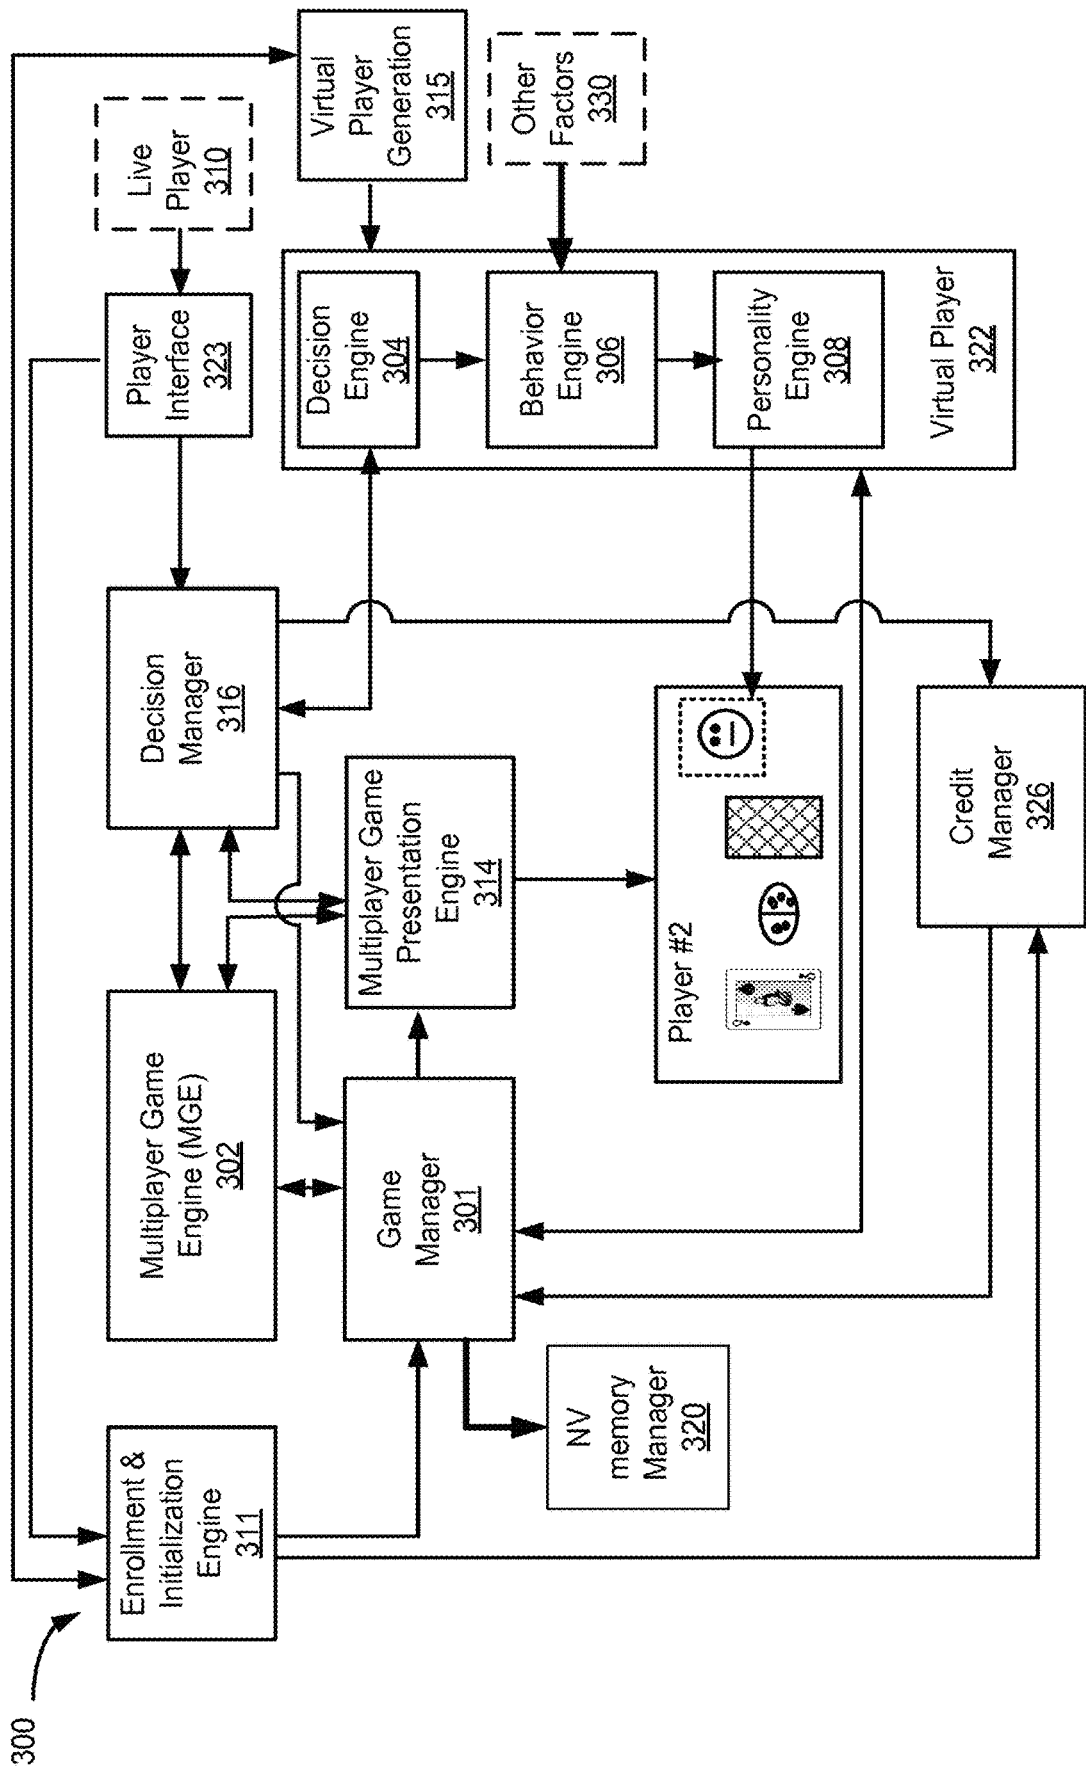 300
Enrollment &
Initialization
Engine
311
Multiplayer Game
Engine (MGE)
302
Decision
Manager
316
Player
Interface
323
Live
Player
310
Virtual
Player
Generation
315
Game
Manager
301
Multiplayer Game
Presentation
Engine
314
Decision
Engine
304
Other
Factors
330
NV
memory
Manager
320
Player #2
Behavior
Engine
306
Personality
Engine
308
Virtual Player
322
Credit
Manager
326